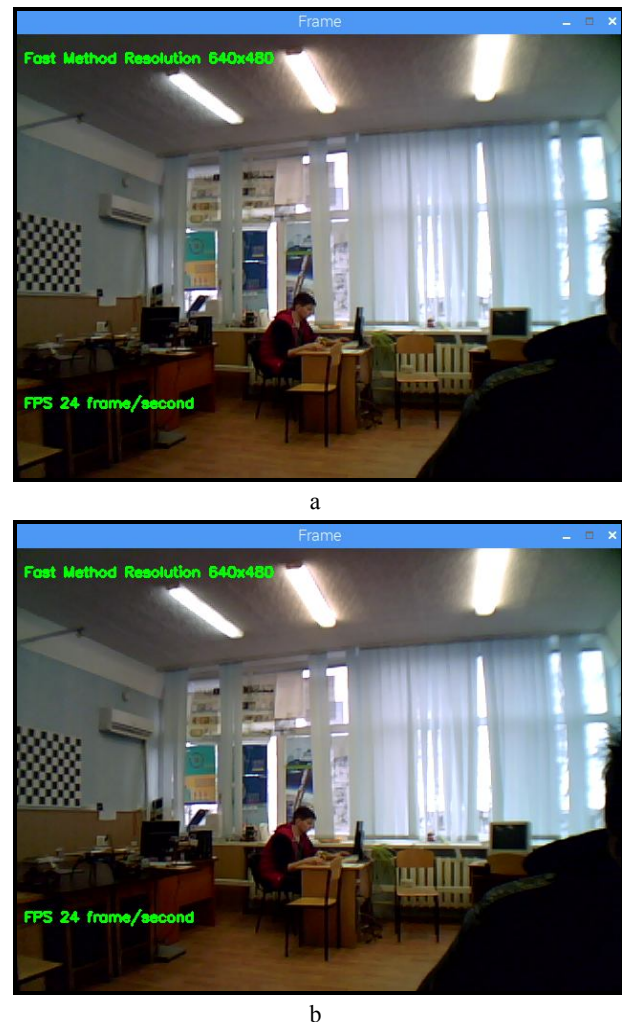 Frame
Fast Method Resolution 640x480
FPS 24 frame/second
a
Frame
Fast Method Resolution 640x480
FPS 24 frame/second
b